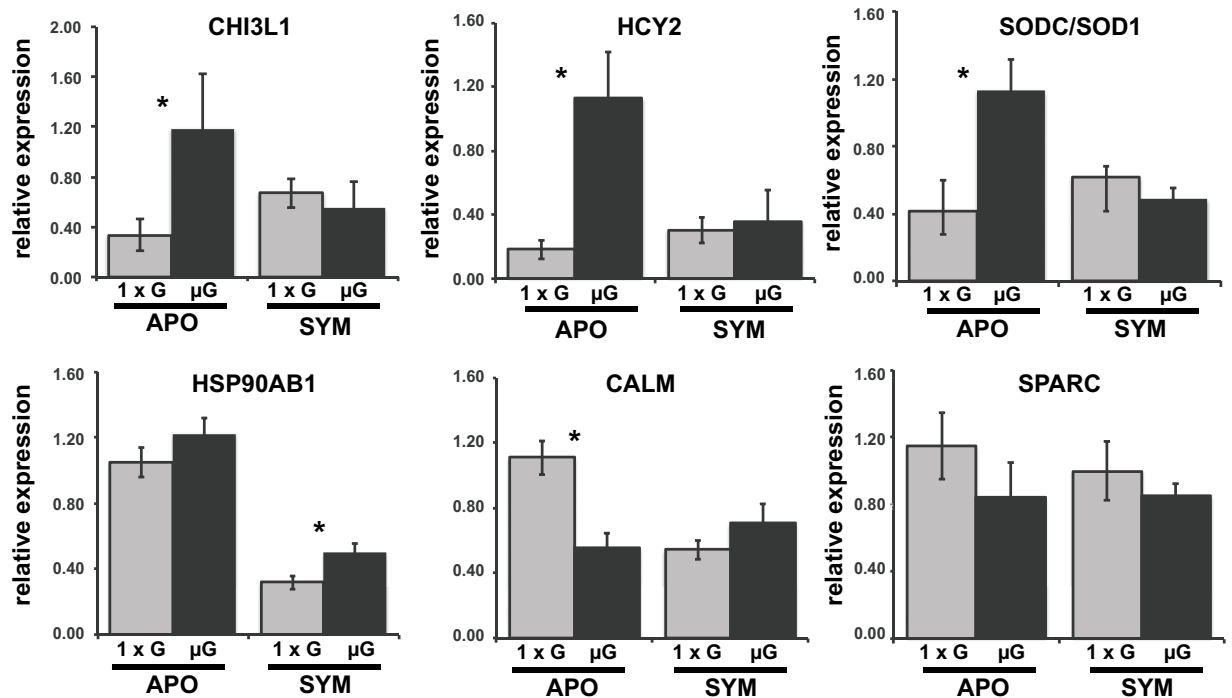 CHI3L1
relative expression
2.00
1.60
1.20
0.80
0.40
0.00
*
1 x G µG 1 x G µG
APO SYM
HCY2
relative expression
1.60
1.20
0.80
0.40
0.00
*
1 x G µG 1 x G µG
APO SYM
SODC/SOD1
relative expression
1.60
1.20
0.80
0.40
0.00
*
1 x G µG 1 x G µG
APO SYM
HSP90AB1
relative expression
1.60
1.20
0.80
0.40
0.00
*
1 x G µG 1 x G µG
APO SYM
CALM
relative expression
1.60
1.20
0.80
0.40
0.00
*
1 x G µG 1 x G µG
APO SYM
SPARC
relative expression
1.60
1.20
0.80
0.40
0.00
1 x G µG 1 x G µG
APO SYM